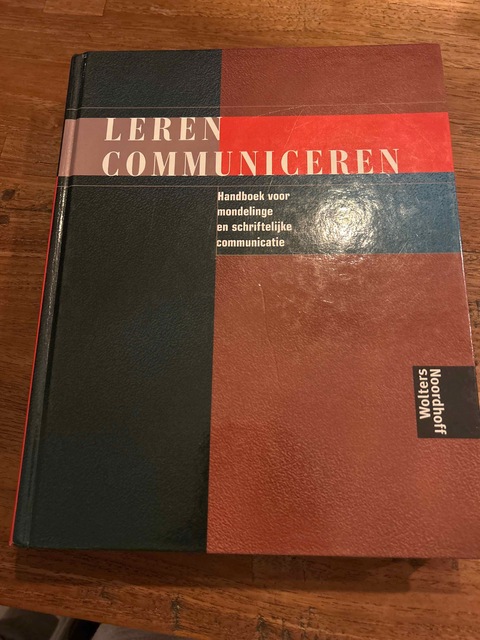 LEREN
COMMUNICEREN
Handboek voor
mondelinge
en schriftelijke
communicatie
Wolters
Noordhoff